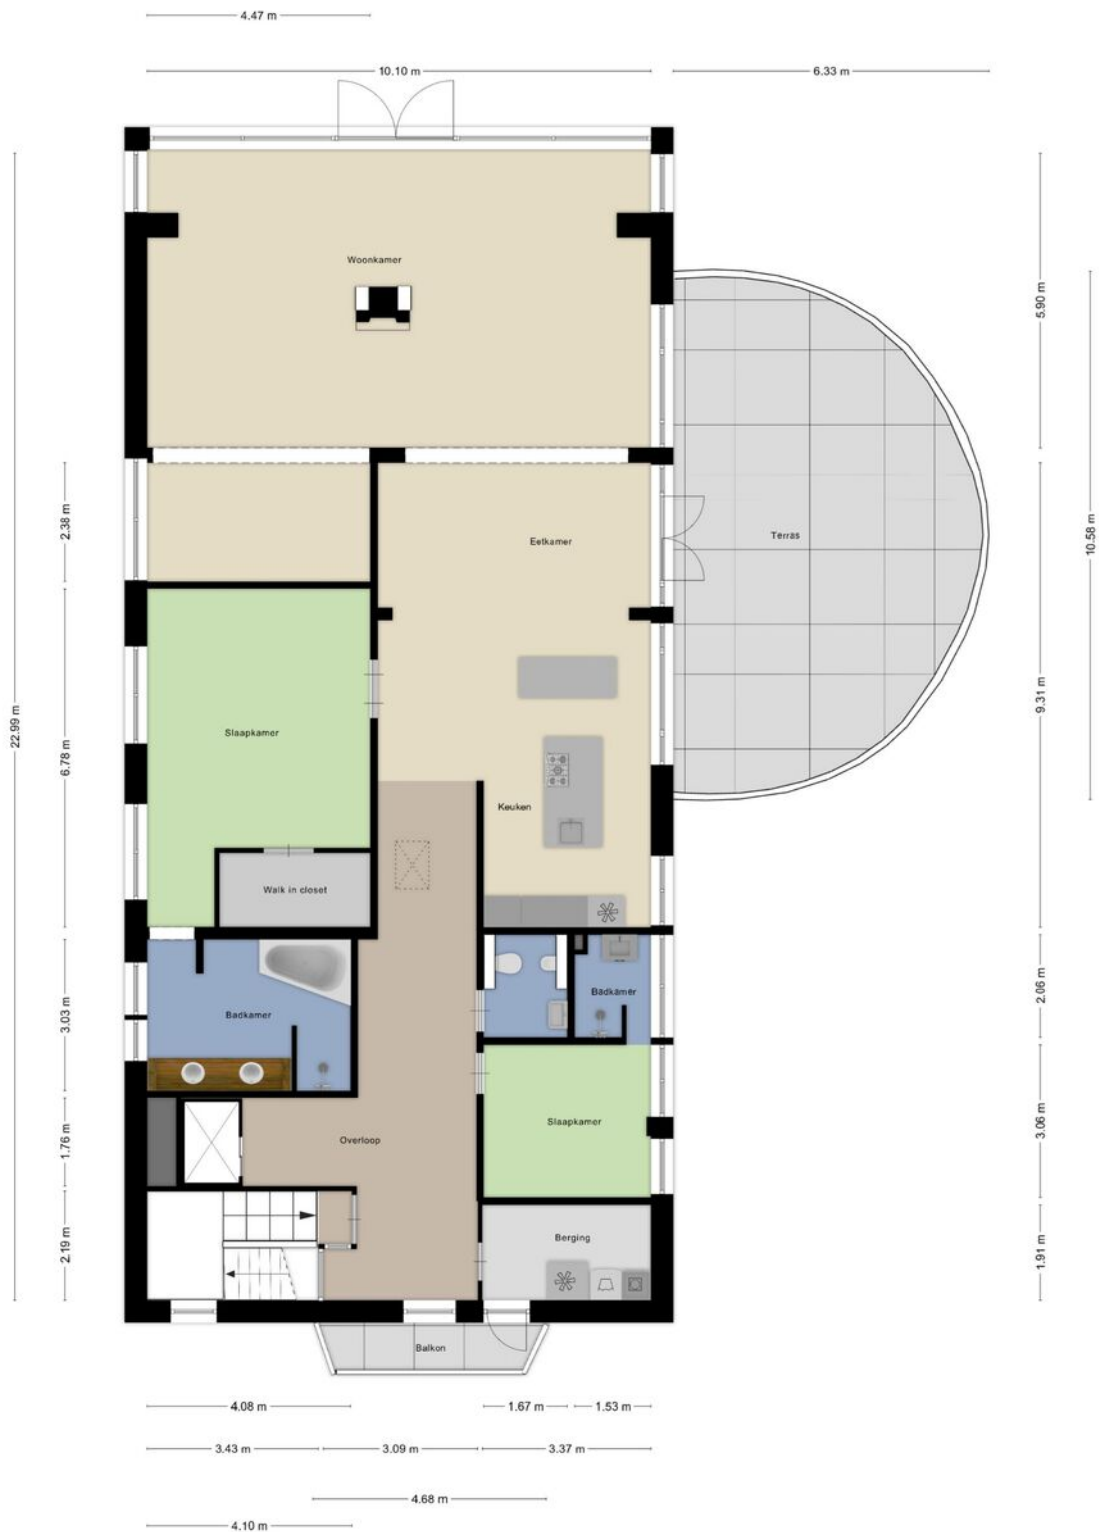 4.47 m
10.10 m
6.33 m
Woonkamer
5.90 m
2.38 m
Eetkamer
Terras
10.58 m
22.99 m
6.78 m
Slaapkamer
9.31 m
Keuken
Walk in closet
3.03 m
Badkamer
Badkamer
2.06 m
1.76 m
Overloop
Slaapkamer
3.06 m
2.19 m
Berging
1.91 m
Balkon
4.08 m
1.67 m
1.53 m
3.43 m
3.09 m
3.37 m
4.68 m
4.10 m